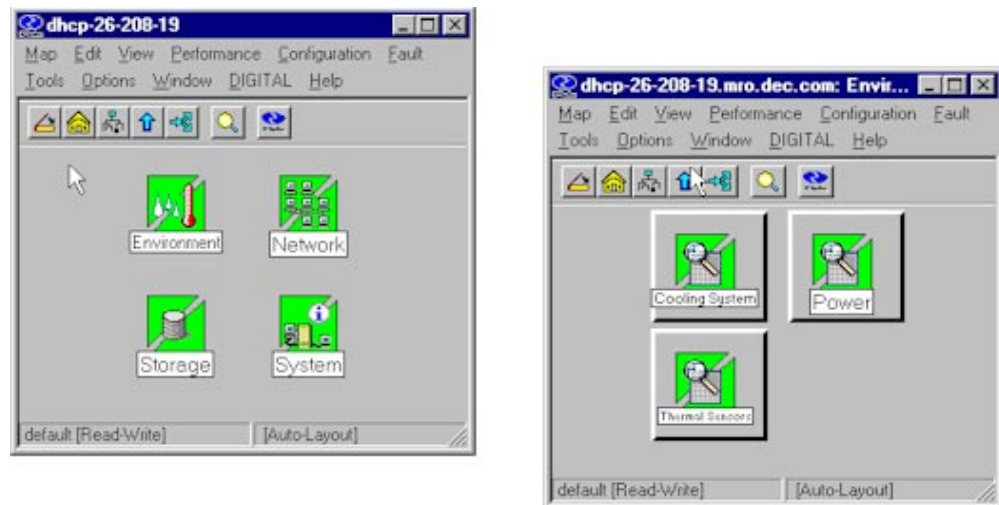 dhcp-26-208-19
Map Edit View Performance Configuration Fault
Tools Options Window DIGITAL Help
Environment
Network
Storage
System
default [Read-Write]
[Auto-Layout]
dhcp-26-208-19.mro.dec.com: Envir...
Map Edit View Performance Configuration Fault
Tools Options Window DIGITAL Help
Cooling System
Power
Thermal Sensors
default [Read-Write]
[Auto-Layout]